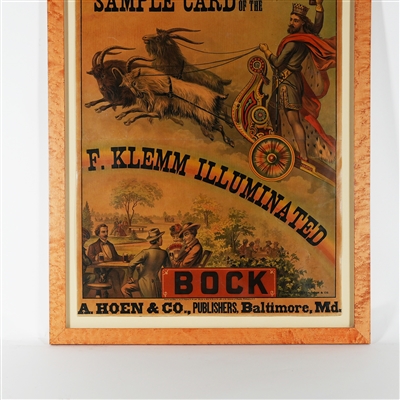 SAMPLE CARD OF THE
F. KLEMM ILLUMINATED
BOCK
A. HOEN & CO., PUBLISHERS, Baltimore, Md.